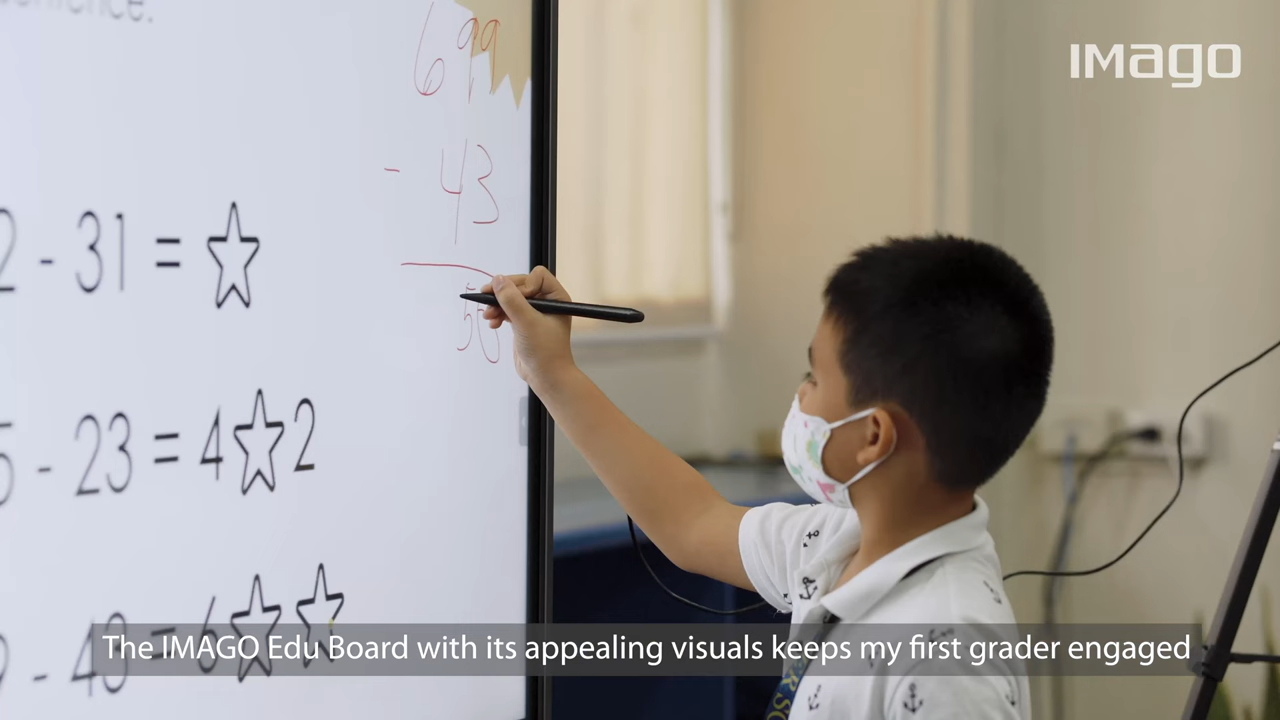 IMAGO
699
- 43
56
2 - 31 = ☆
5 - 23 = 4☆2
9 - 43 = 6☆☆
The IMAGO Edu Board with its appealing visuals keeps my first grader engaged